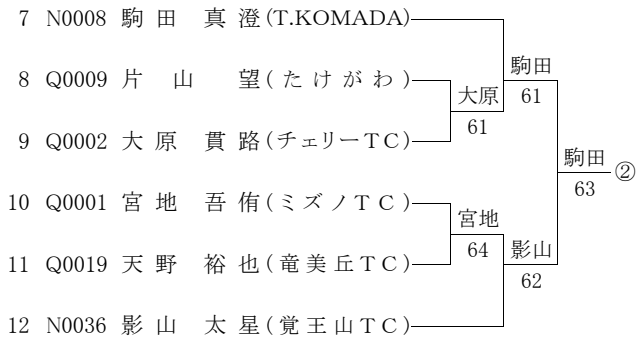 7 N0008 駒田 真澄(T.KOMADA)
駒田
61
8 Q0009 片山 望(たけがわ)
大原
61
9 Q0002 大原 貫路(チェリーTC)
駒田 ②
63
10 Q0001 宮地 吾侑(ミズノTC)
宮地
64
11 Q0019 天野 裕也(竜美丘TC)
影山
62
12 N0036 影山 太星(覚王山TC)